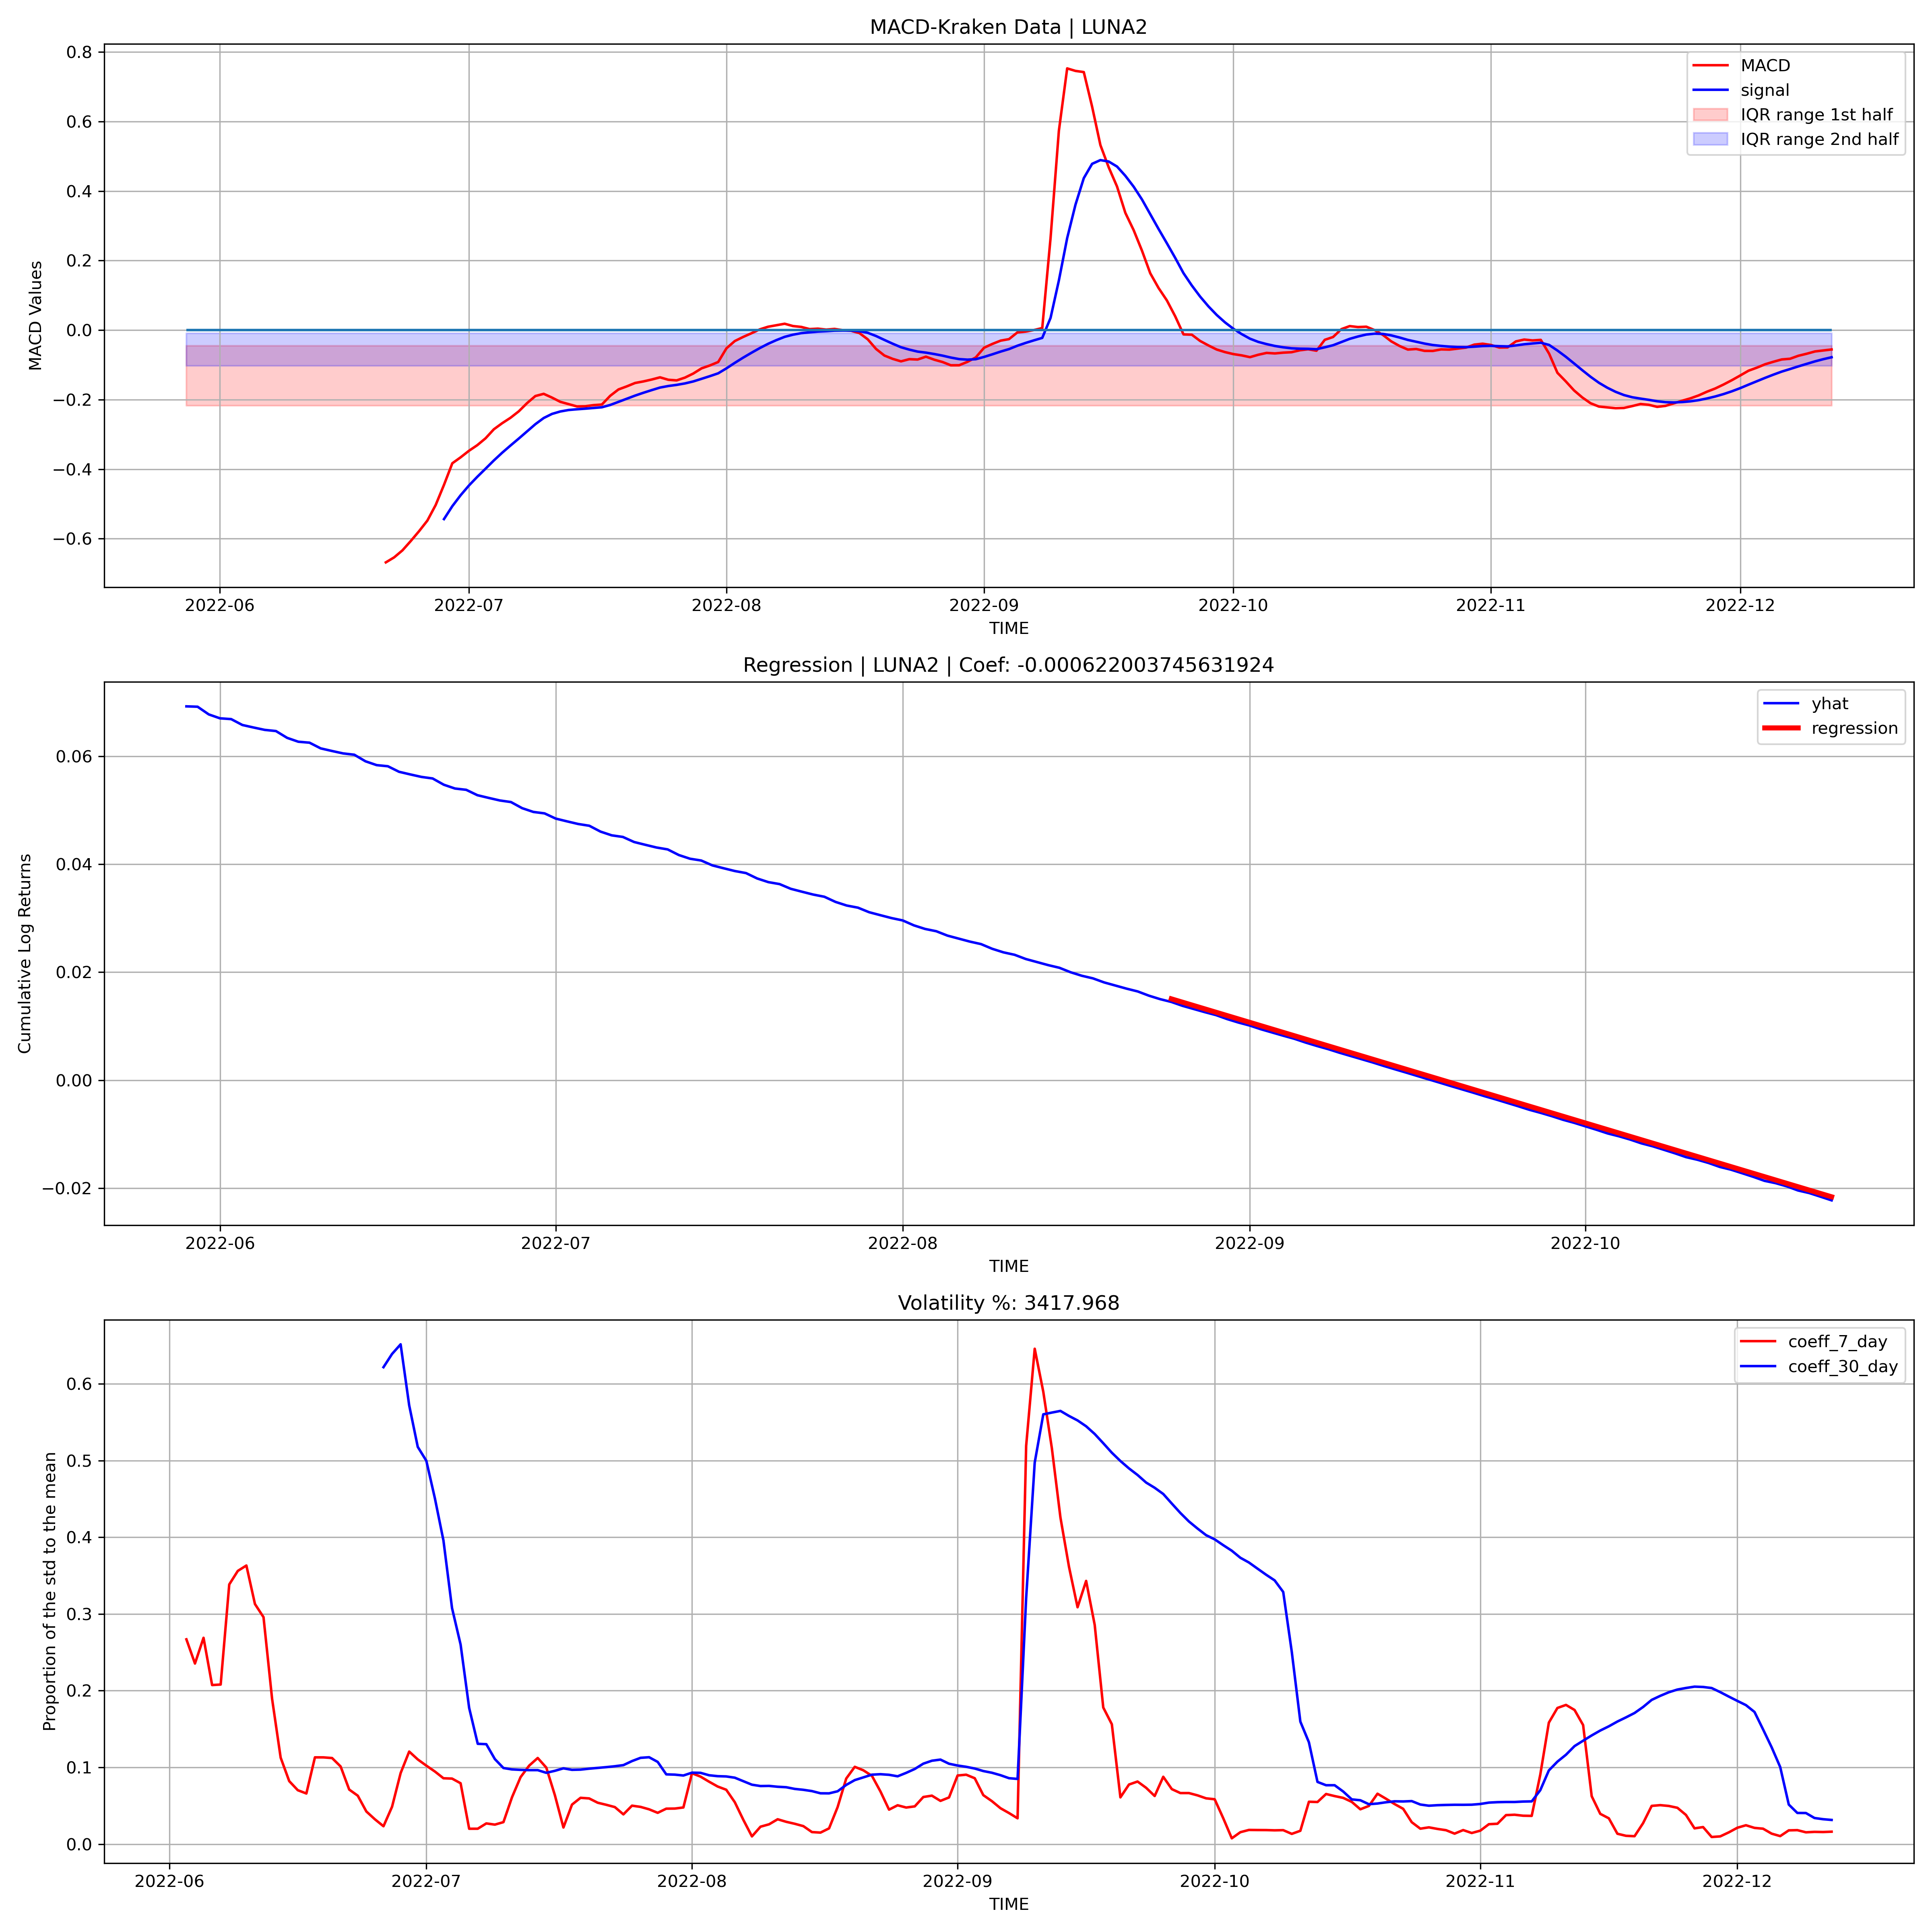 MACD-Kraken Data | LUNA2
0.8
0.6
0.4
0.2
0.0
−0.2
−0.4
−0.6
MACD Values
MACD
signal
IQR range 1st half
IQR range 2nd half
2022-06 2022-07 2022-08 2022-09 2022-10 2022-11 2022-12
TIME
Regression | LUNA2 | Coef: -0.000622003745631924
0.06
0.04
0.02
0.00
−0.02
Cumulative Log Returns
yhat
regression
2022-06 2022-07 2022-08 2022-09 2022-10
TIME
Volatility %: 3417.968
0.6
0.5
0.4
0.3
0.2
0.1
0.0
Proportion of the std to the mean
coeff_7_day
coeff_30_day
2022-06 2022-07 2022-08 2022-09 2022-10 2022-11 2022-12
TIME